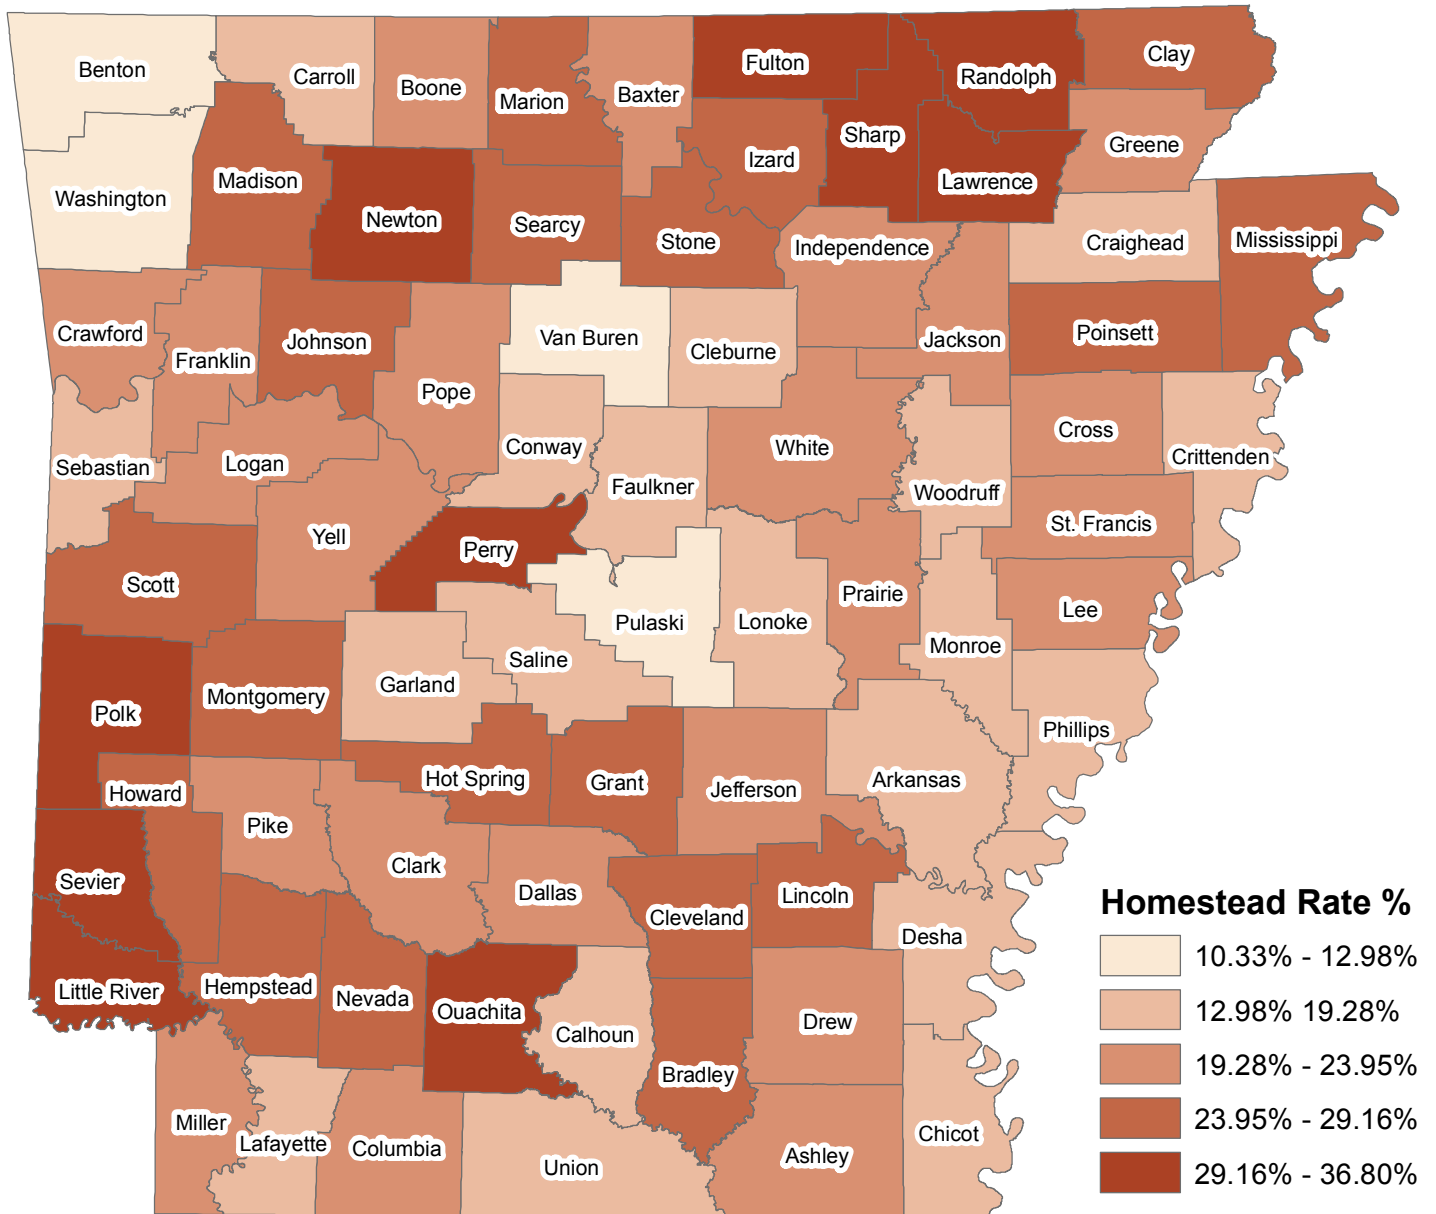 Benton
Carroll
Boone
Marion
Baxter
Fulton
Randolph
Clay
Sharp
Izard
Greene
Lawrence
Washington
Madison
Newton
Searcy
Stone
Independence
Craighead
Mississippi
Crawford
Franklin
Johnson
Van Buren
Cleburne
Jackson
Poinsett
Pope
Conway
White
Cross
Crittenden
Sebastian
Logan
Faulkner
Woodruff
St. Francis
Yell
Perry
Scott
Pulaski
Lonoke
Prairie
Lee
Monroe
Saline
Garland
Montgomery
Polk
Phillips
Howard
Hot Spring
Grant
Jefferson
Arkansas
Pike
Clark
Sevier
Dallas
Cleveland
Lincoln
Desha
Little River
Hempstead
Nevada
Ouachita
Calhoun
Drew
Bradley
Miller
Lafayette
Columbia
Union
Ashley
Chicot
Homestead Rate %
10.33% - 12.98%
12.98% 19.28%
19.28% - 23.95%
23.95% - 29.16%
29.16% - 36.80%